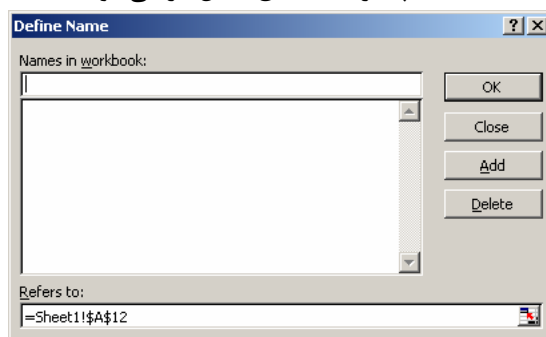 Define Name
Names in workbook:
OK
Close
Add
Delete
Refers to:
=Sheet1!$A$12